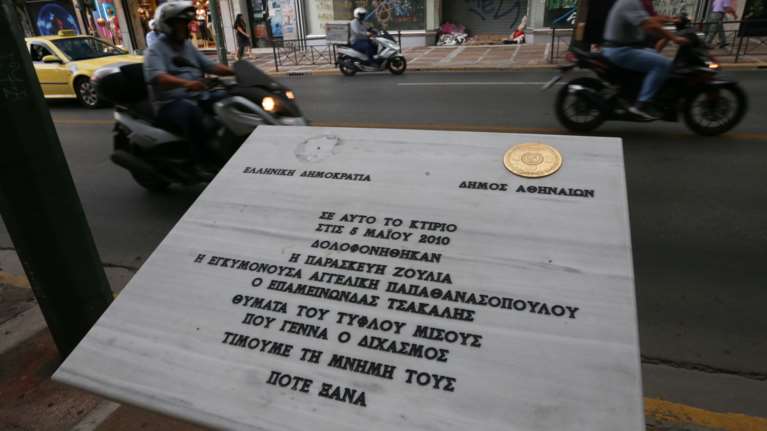 ΕΛΛΗΝΙΚΗ ΔΗΜΟΚΡΑΤΙΑ
ΔΗΜΟΣ ΑΘΗΝΑΙΩΝ
ΣΕ ΑΥΤΟ ΤΟ ΚΤΙΡΙΟ
ΣΤΙΣ 5 ΜΑΪΟΥ 2010
ΔΟΛΟΦΟΝΗΘΗΚΑΝ
Η ΠΑΡΑΣΚΕΥΗ ΖΟΥΛΙΑ
Η ΕΓΚΥΜΟΝΟΥΣΑ ΑΓΓΕΛΙΚΗ ΠΑΠΑΘΑΝΑΣΟΠΟΥΛΟΥ
Ο ΕΠΑΜΕΙΝΩΝΔΑΣ ΤΣΑΚΑΛΗΣ
ΘΥΜΑΤΑ ΤΟΥ ΤΥΦΛΟΥ ΜΙΣΟΥΣ
ΠΟΥ ΓΕΝΝΑ Ο ΔΙΧΑΣΜΟΣ
ΤΙΜΟΥΜΕ ΤΗ ΜΝΗΜΗ ΤΟΥΣ
ΠΟΤΕ ΞΑΝΑ